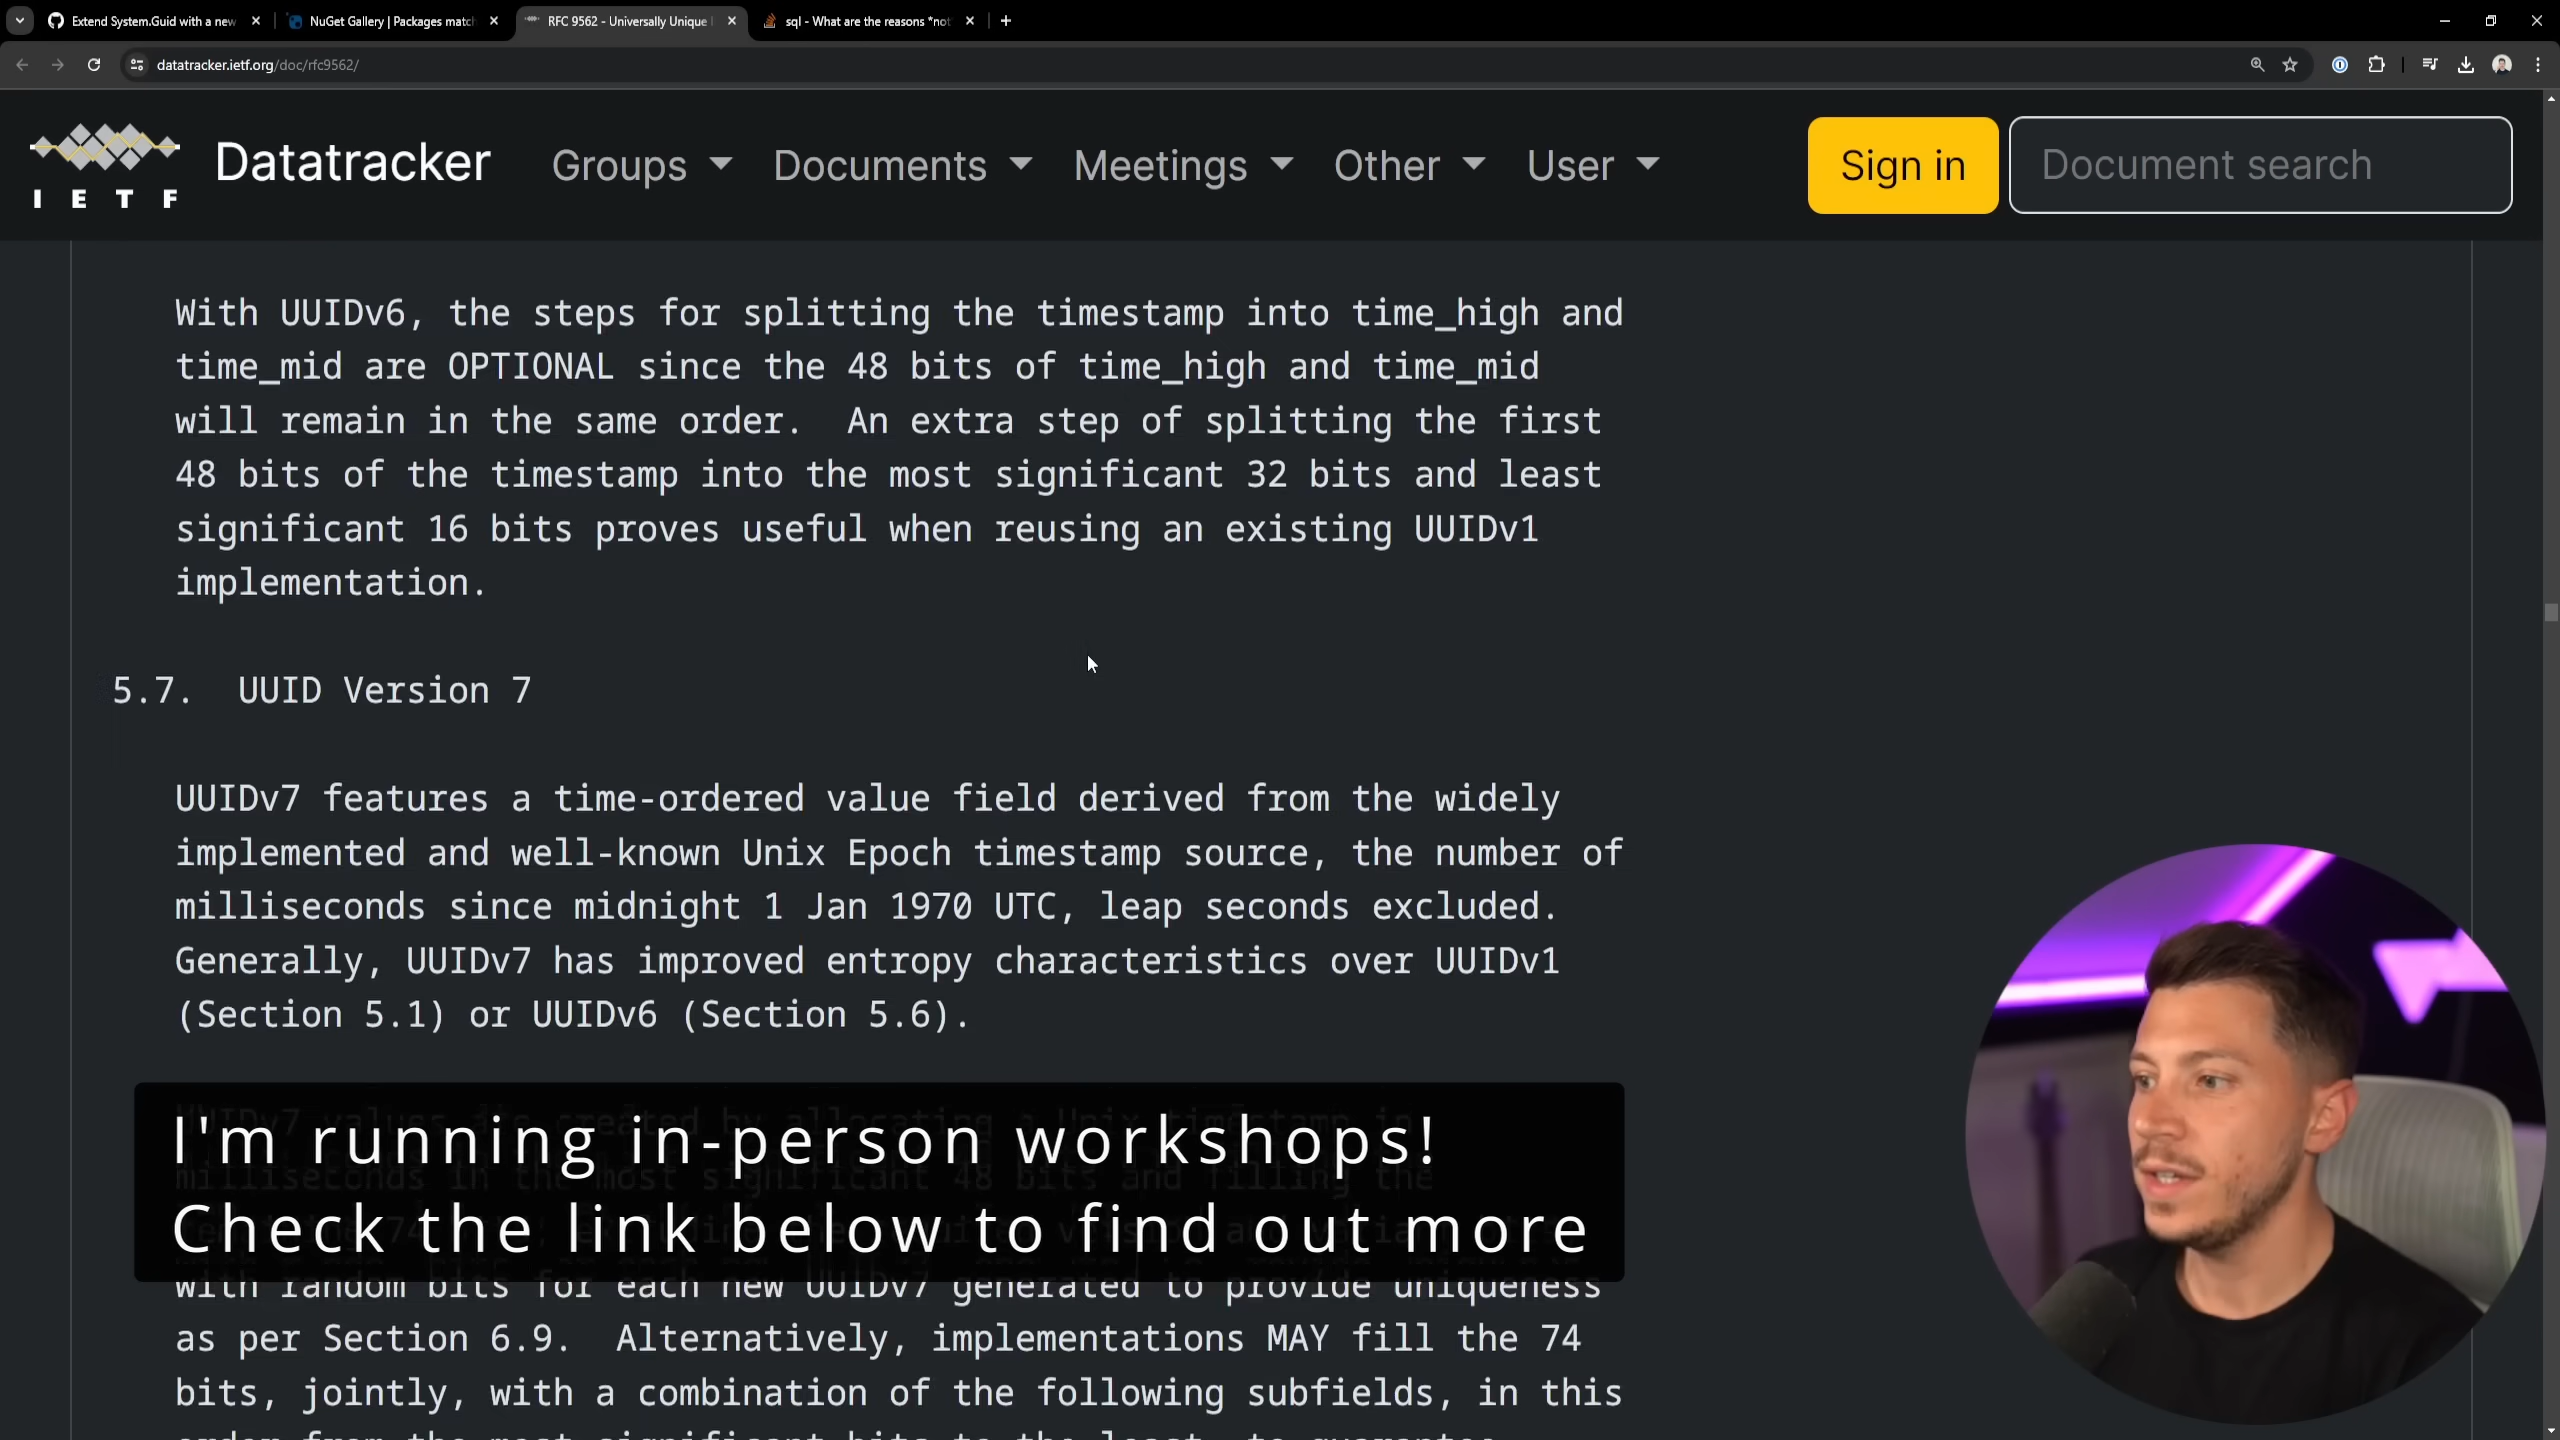 Extend System.Guid with a new
NuGet Gallery | Packages matc
RFC 9562 - Universally Unique
sql - What are the reasons *not
datatracker.ietf.org/doc/rfc9562/
I E T F
Datatracker
Groups
Documents
Meetings
Other
User
Sign in
Document search
With UUIDv6, the steps for splitting the timestamp into time_high and
time_mid are OPTIONAL since the 48 bits of time_high and time_mid
will remain in the same order.  An extra step of splitting the first
48 bits of the timestamp into the most significant 32 bits and least
significant 16 bits proves useful when reusing an existing UUIDv1
implementation.
5.7.  UUID Version 7
UUIDv7 features a time-ordered value field derived from the widely
implemented and well-known Unix Epoch timestamp source, the number of
milliseconds since midnight 1 Jan 1970 UTC, leap seconds excluded.
Generally, UUIDv7 has improved entropy characteristics over UUIDv1
(Section 5.1) or UUIDv6 (Section 5.6).
I'm running in-person workshops!
Check the link below to find out more
with random bits for each new UUIDv7 generated to provide uniqueness
as per Section 6.9.  Alternatively, implementations MAY fill the 74
bits, jointly, with a combination of the following subfields, in this